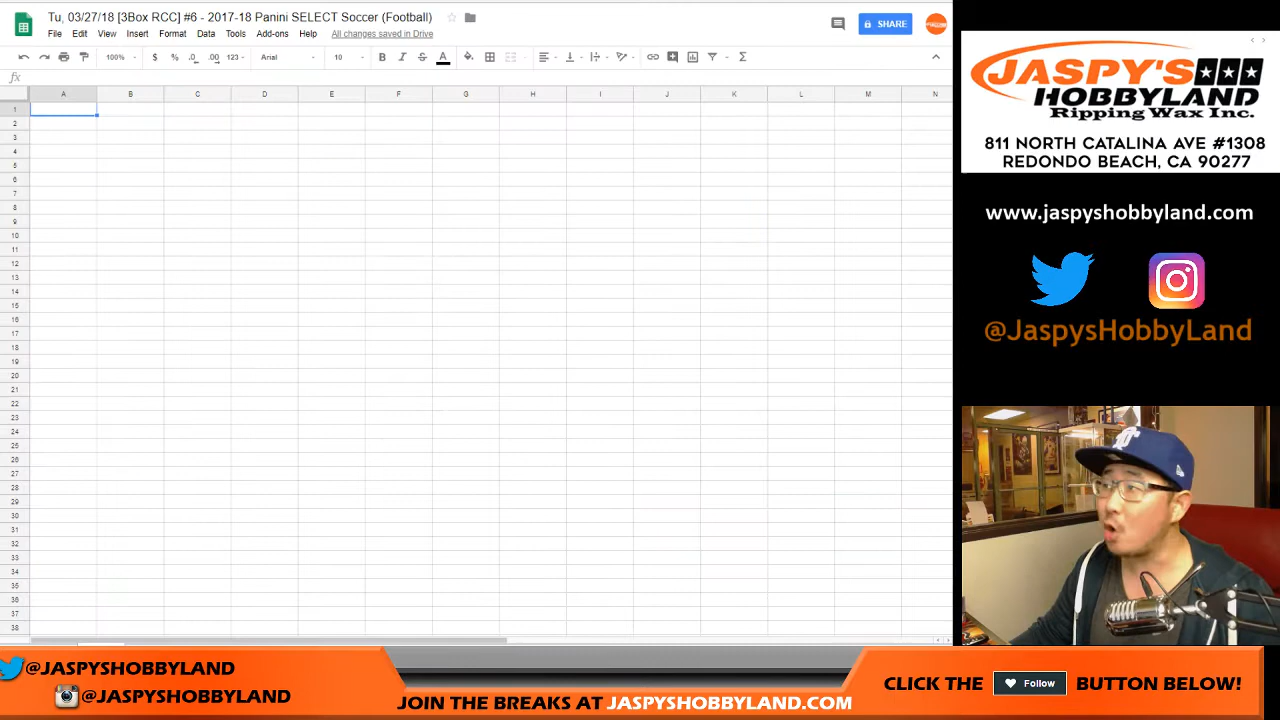 Tu, 03/27/18 [3Box RCC] #6 - 2017-18 Panini SELECT Soccer (Football)
File Edit View Insert Format Data Tools Add-ons Help All changes saved in Drive
SHARE
100% $ % .0 .00 123 Arial 10 B I S A Σ
fx
A B C D E F G H I J K L M N
1
2
3
4
5
6
7
8
9
10
11
12
13
14
15
16
17
18
19
20
21
22
23
24
25
26
27
28
29
30
31
32
33
34
35
36
37
38
JASPY'S
HOBBYLAND
Ripping Wax Inc.
811 NORTH CATALINA AVE #1308
REDONDO BEACH, CA 90277
www.jaspyshobbyland.com
@JaspysHobbyLand
@JASPYSHOBBYLAND
@JASPYSHOBBYLAND
JOIN THE BREAKS AT JASPYSHOBBYLAND.COM
CLICK THE Follow BUTTON BELOW!